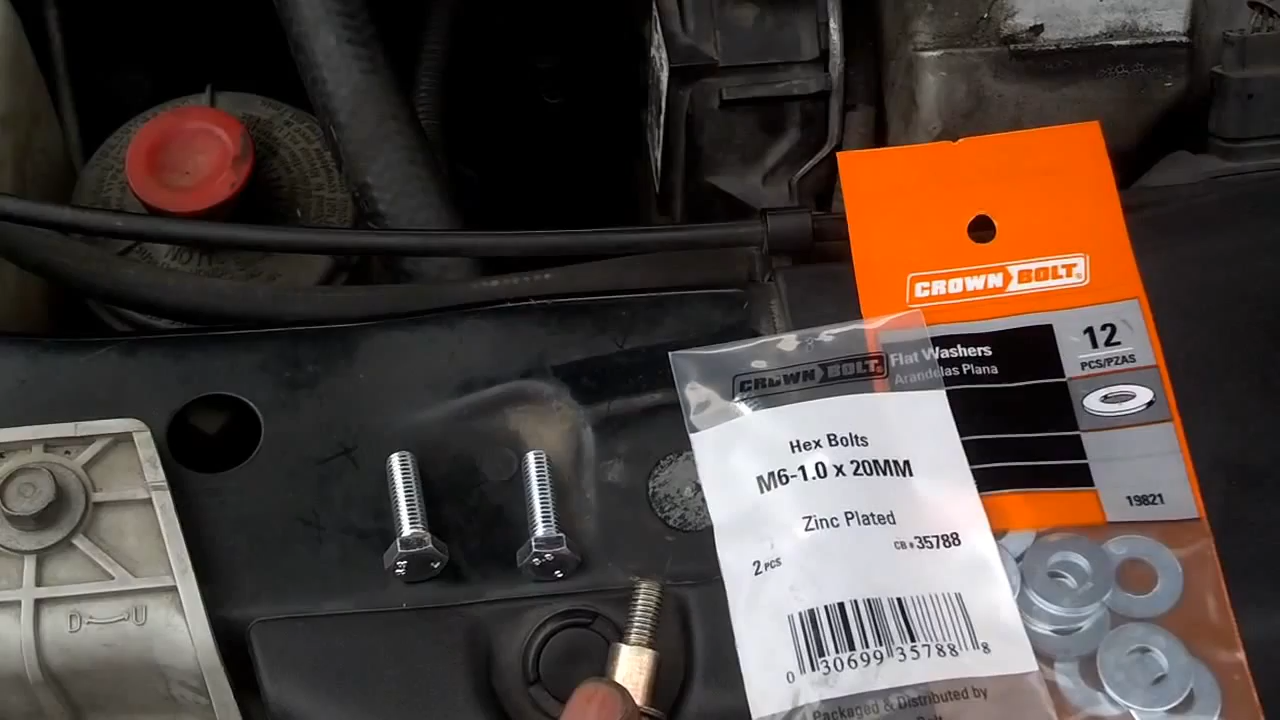 CROWN BOLT
Flat Washers
Arandelas Plana
12
PCS/PZAS
19821
CROWN BOLT
Hex Bolts
M6-1.0 x 20MM
Zinc Plated
CB# 35788
2 PCS
0 30699 35788 8
Packaged & Distributed by
Bolt
D U